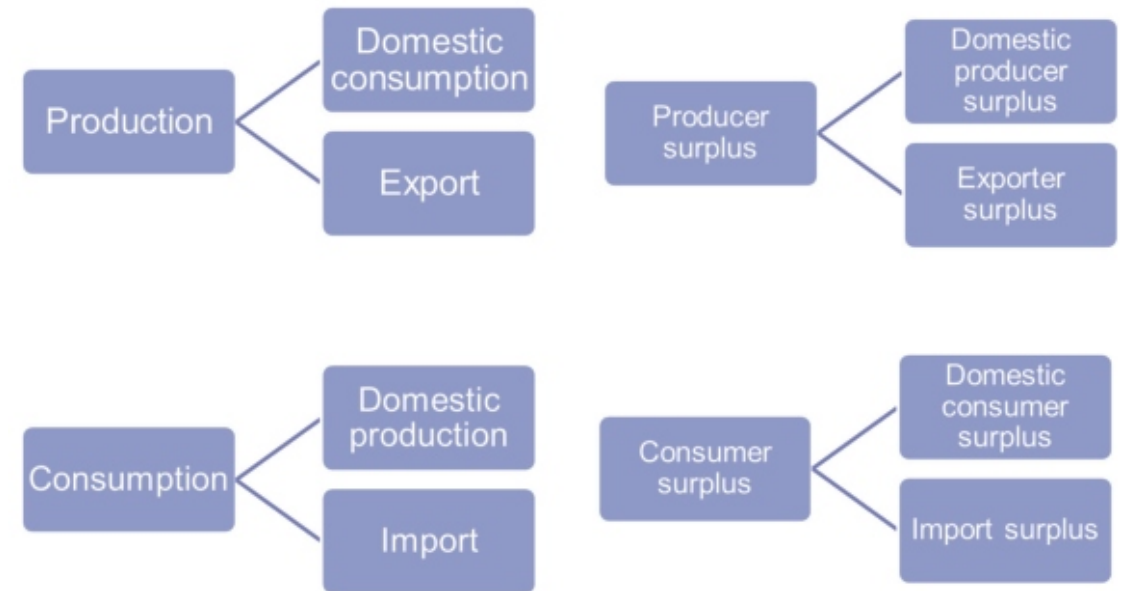 Production
Domestic
consumption
Export
Producer
surplus
Domestic
producer
surplus
Exporter
surplus
Consumption
Domestic
production
Import
Consumer
surplus
Domestic
consumer
surplus
Import surplus